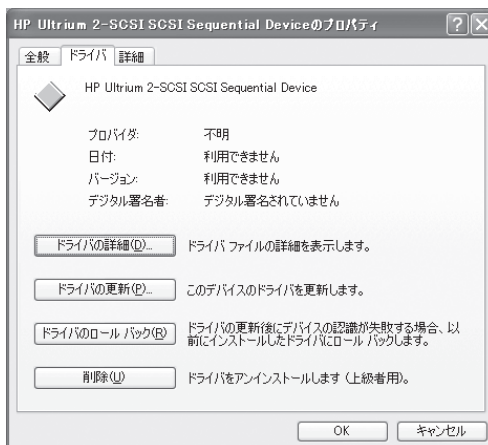 HP Ultrium 2-SCSI SCSI Sequential Deviceのプロパティ
全般 ドライバ 詳細
HP Ultrium 2-SCSI SCSI Sequential Device
プロバイダ: 不明
日付: 利用できません
バージョン: 利用できません
デジタル署名者: デジタル署名されていません
ドライバの詳細(D)... ドライバ ファイルの詳細を表示します。
ドライバの更新(P)... このデバイスのドライバを更新します。
ドライバのロール バック(R) ドライバの更新後にデバイスの認識が失敗する場合、以
前にインストールしたドライバにロール バックします。
削除(U) ドライバをアンインストールします (上級者用)。
OK キャンセル